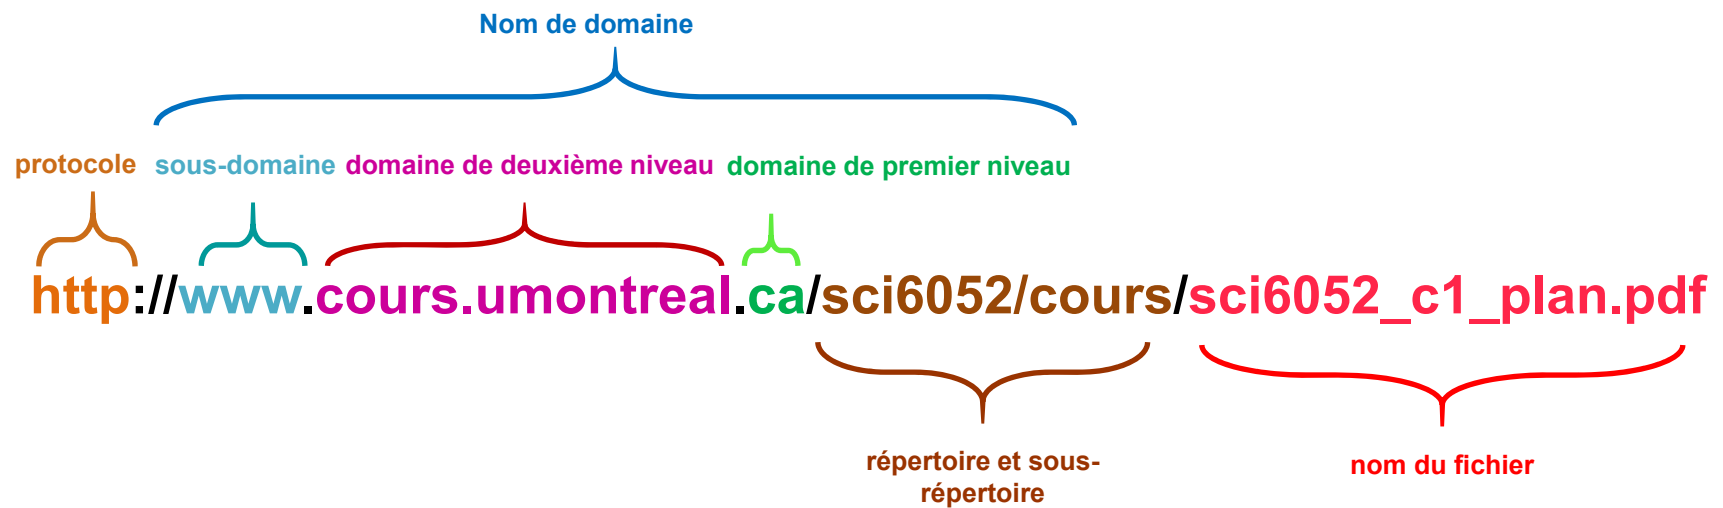 Nom de domaine
protocole sous-domaine domaine de deuxième niveau domaine de premier niveau
http://www.cours.umontreal.ca/sci6052/cours/sci6052_c1_plan.pdf
répertoire et sous-
répertoire
nom du fichier